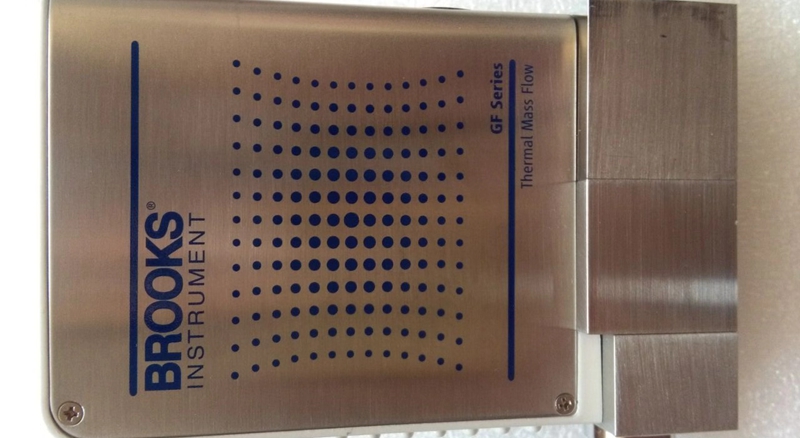 BROOKS®
INSTRUMENT
GF Series
Thermal Mass Flow